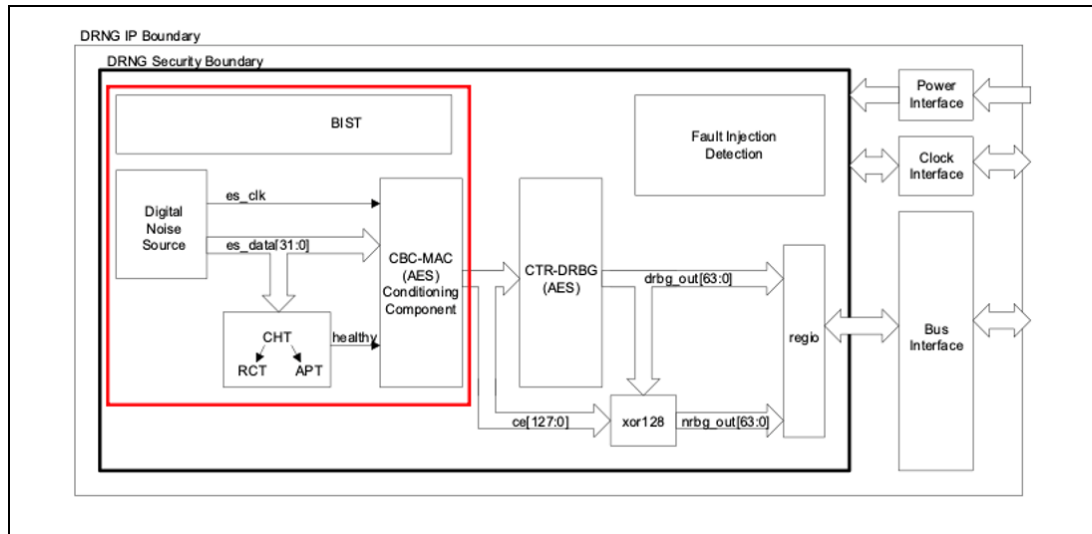 DRNG IP Boundary
DRNG Security Boundary
BIST
Fault Injection
Detection
Power
Interface
Clock
Interface
Digital
Noise
Source
es_clk
es_data[31:0]
CBC-MAC
(AES)
Conditioning
Component
CTR-DRBG
(AES)
drbg_out[63:0]
regio
Bus
Interface
CHT
RCT
APT
healthy
ce[127:0]
xor128
nrbg_out[63:0]